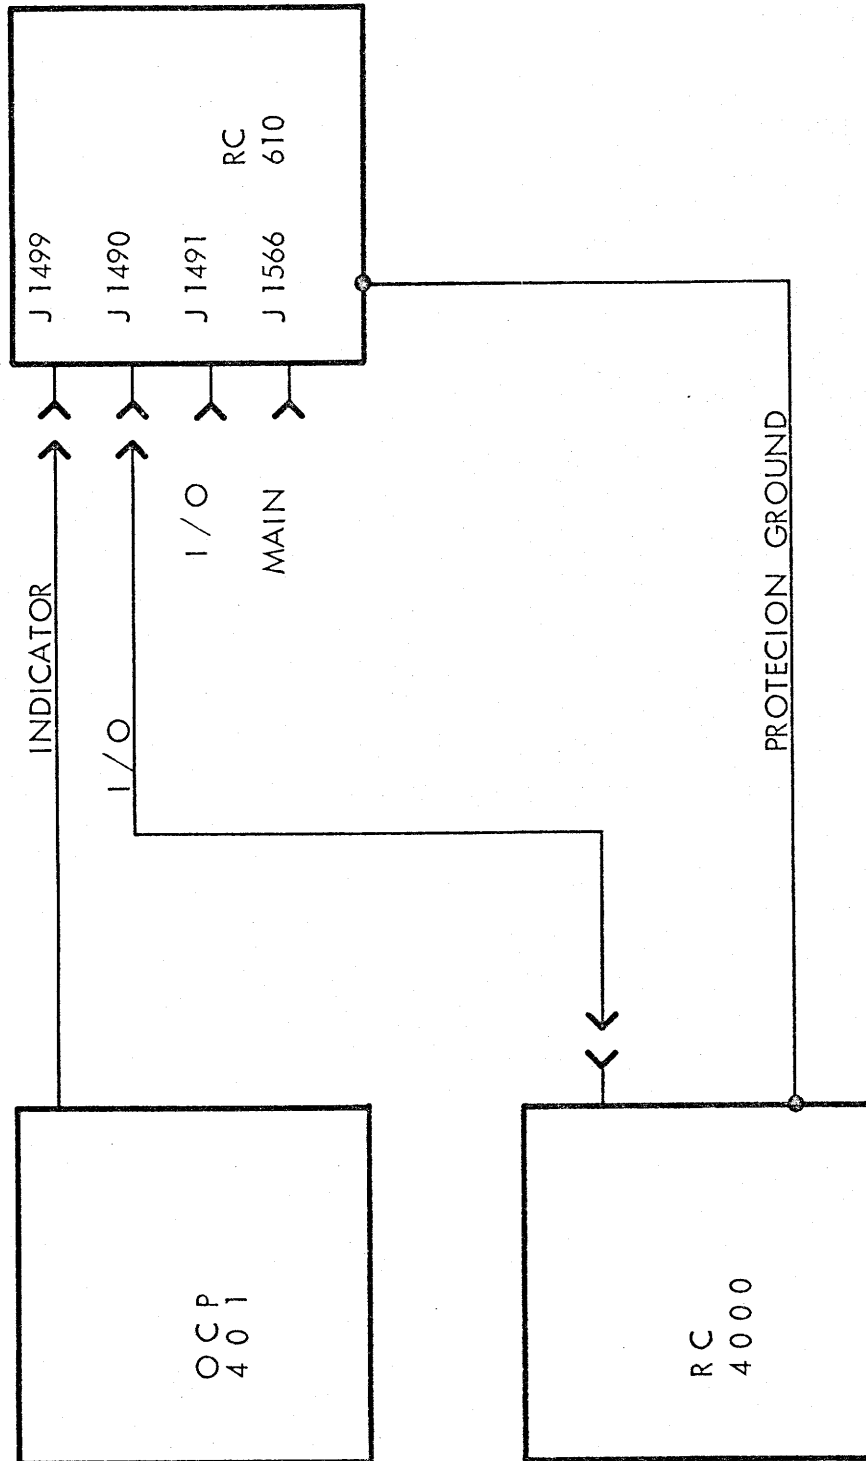 J 1499
J 1490
J 1491
J 1566
RC
610
INDICATOR
I/O
I/O
MAIN
PROTECION GROUND
OCP
401
RC
4000